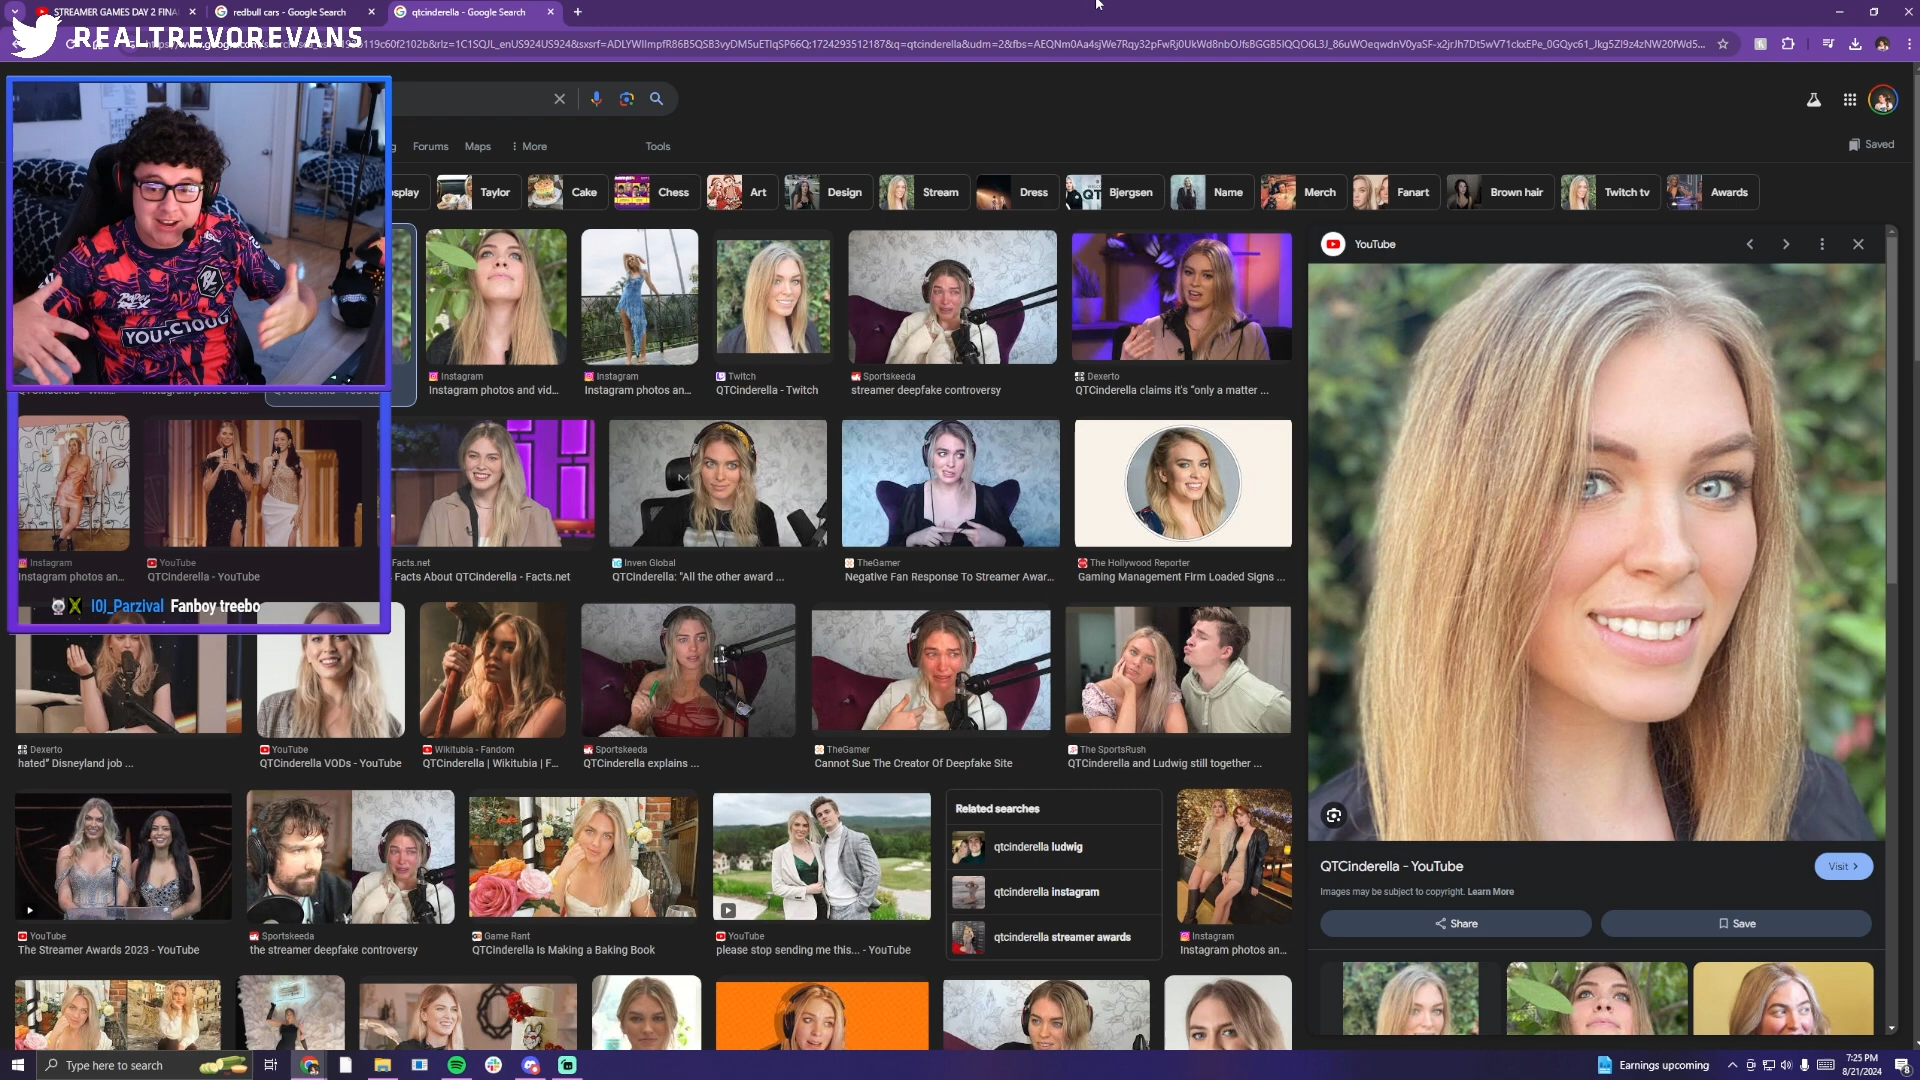 STREAMER GAMES DAY 2 FINA
redbull cars - Google Search
qtcinderella - Google Search
REALTREVOREVANS
Forums
Maps
More
Tools
Saved
splay
Taylor
Cake
Chess
Art
Design
Stream
Dress
Bjergsen
Name
Merch
Fanart
Brown hair
Twitch tv
Awards
YOU•C1000
Instagram
Instagram photos and vid...
Instagram
Instagram photos an...
Twitch
QTCinderella - Twitch
Sportskeeda
streamer deepfake controversy
Dexerto
QTCinderella claims it's "only a matter ...
YouTube
Instagram
Instagram photos an...
YouTube
QTCinderella - YouTube
Facts.net
Facts About QTCinderella - Facts.net
Inven Global
QTCinderella: "All the other award ...
TheGamer
Negative Fan Response To Streamer Awar...
The Hollywood Reporter
Gaming Management Firm Loaded Signs ...
I0J_Parzival Fanboy treebo
Dexerto
hated" Disneyland job ...
YouTube
QTCinderella VODs - YouTube
Wikitubia - Fandom
QTCinderella | Wikitubia | F...
Sportskeeda
QTCinderella explains ...
TheGamer
Cannot Sue The Creator Of Deepfake Site
The SportsRush
QTCinderella and Ludwig still together ...
YouTube
The Streamer Awards 2023 - YouTube
Sportskeeda
the streamer deepfake controversy
Game Rant
QTCinderella Is Making a Baking Book
YouTube
please stop sending me this... - YouTube
Related searches
qtcinderella ludwig
qtcinderella instagram
qtcinderella streamer awards
Instagram
Instagram photos an...
QTCinderella - YouTube
Visit
Images may be subject to copyright. Learn More
Share
Save
Type here to search
Earnings upcoming
7:25 PM
8/21/2024
8